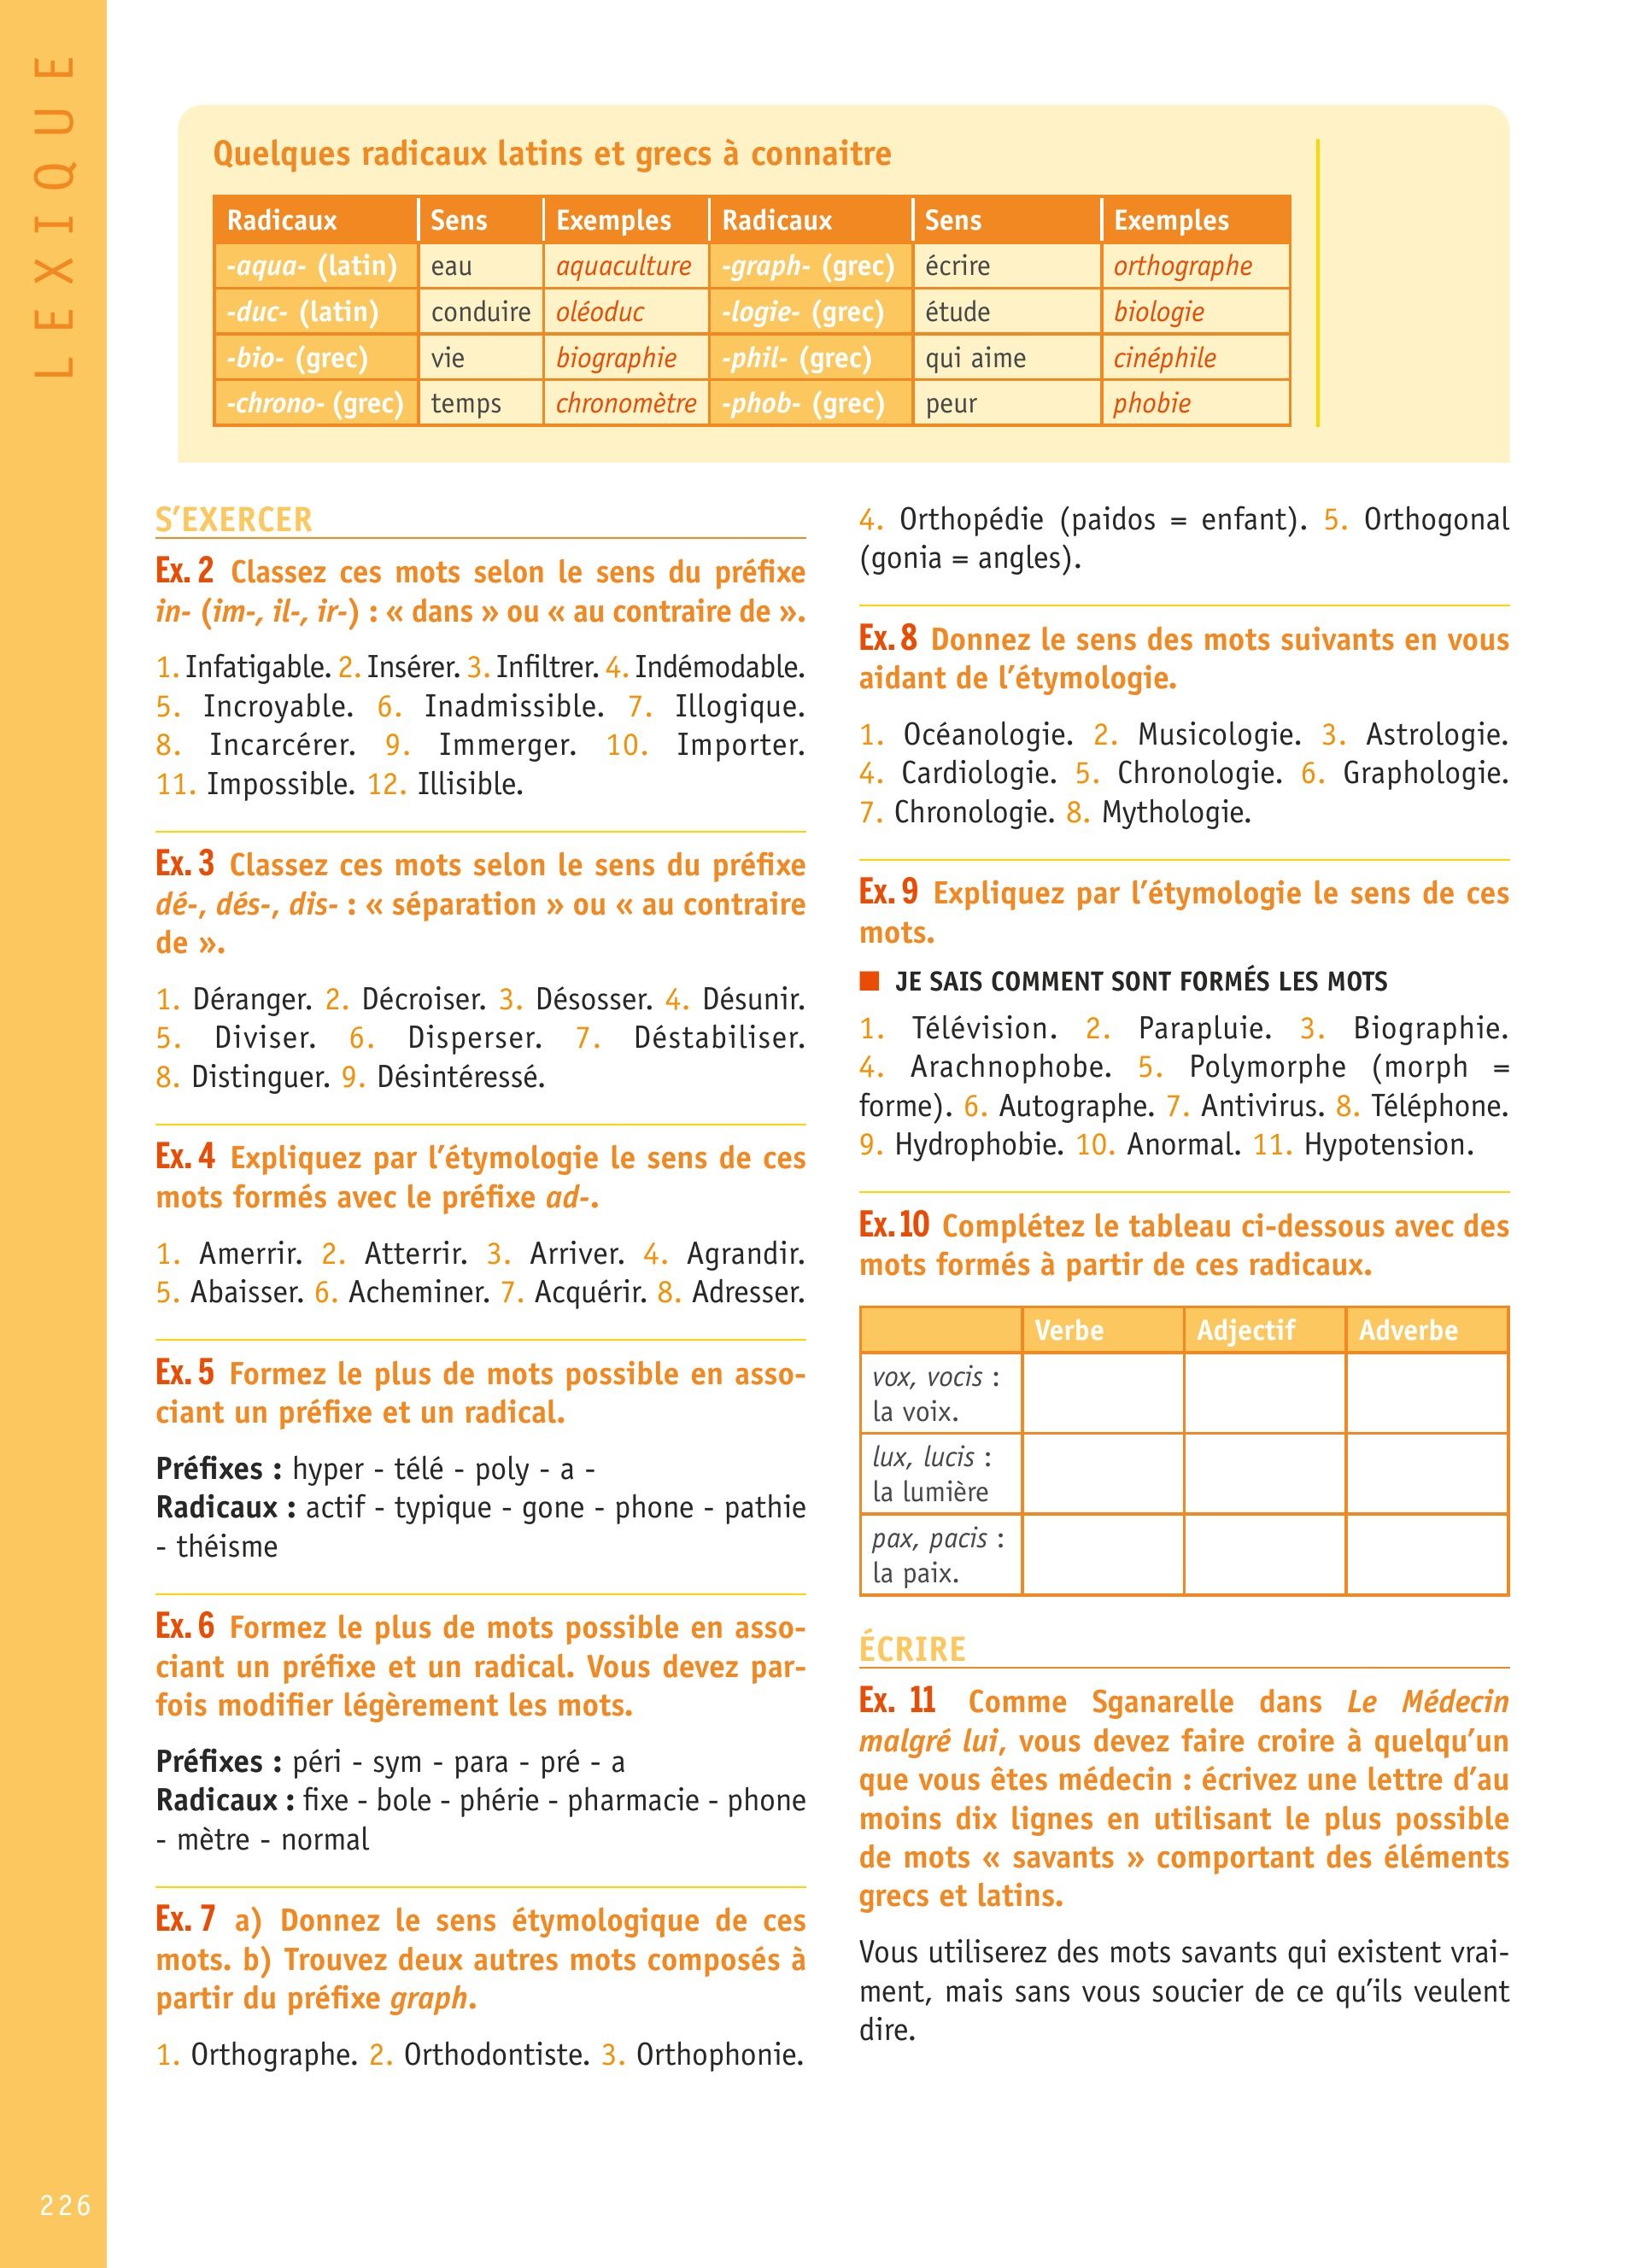 LEXIQUE
Quelques radicaux latins et grecs à connaitre
Radicaux Sens Exemples Radicaux Sens Exemples
-aqua- (latin) eau aquaculture -graph- (grec) écrire orthographe
-duc- (latin) conduire oléoduc -logie- (grec) étude biologie
-bio- (grec) vie biographie -phil- (grec) qui aime cinéphile
-chrono- (grec) temps chronomètre -phob- (grec) peur phobie
S'EXERCER
Ex. 2 Classez ces mots selon le sens du préfixe
in- (im-, il-, ir-) : « dans » ou « au contraire de ».
1. Infatigable. 2. Insérer. 3. Infiltrer. 4. Indémodable.
5. Incroyable. 6. Inadmissible. 7. Illogique.
8. Incarcérer. 9. Immerger. 10. Importer.
11. Impossible. 12. Illisible.
Ex. 3 Classez ces mots selon le sens du préfixe
dé-, dés-, dis- : « séparation » ou « au contraire
de ».
1. Déranger. 2. Décroiser. 3. Désosser. 4. Désunir.
5. Diviser. 6. Disperser. 7. Déstabiliser.
8. Distinguer. 9. Désintéressé.
Ex. 4 Expliquez par l'étymologie le sens de ces
mots formés avec le préfixe ad-.
1. Amerrir. 2. Atterrir. 3. Arriver. 4. Agrandir.
5. Abaisser. 6. Acheminer. 7. Acquérir. 8. Adresser.
Ex. 5 Formez le plus de mots possible en asso-
ciant un préfixe et un radical.
Préfixes : hyper - télé - poly - a -
Radicaux : actif - typique - gone - phone - pathie
- théisme
Ex. 6 Formez le plus de mots possible en asso-
ciant un préfixe et un radical. Vous devez par-
fois modifier légèrement les mots.
Préfixes : péri - sym - para - pré - a
Radicaux : fixe - bole - phérie - pharmacie - phone
- mètre - normal
Ex. 7 a) Donnez le sens étymologique de ces
mots. b) Trouvez deux autres mots composés à
partir du préfixe graph.
1. Orthographe. 2. Orthodontiste. 3. Orthophonie.
4. Orthopédie (paidos = enfant). 5. Orthogonal
(gonia = angles).
Ex. 8 Donnez le sens des mots suivants en vous
aidant de l'étymologie.
1. Océanologie. 2. Musicologie. 3. Astrologie.
4. Cardiologie. 5. Chronologie. 6. Graphologie.
7. Chronologie. 8. Mythologie.
Ex. 9 Expliquez par l'étymologie le sens de ces
mots.
■ JE SAIS COMMENT SONT FORMÉS LES MOTS
1. Télévision. 2. Parapluie. 3. Biographie.
4. Arachnophobe. 5. Polymorphe (morph =
forme). 6. Autographe. 7. Antivirus. 8. Téléphone.
9. Hydrophobie. 10. Anormal. 11. Hypotension.
Ex. 10 Complétez le tableau ci-dessous avec des
mots formés à partir de ces radicaux.
Verbe Adjectif Adverbe
vox, vocis :
la voix.
lux, lucis :
la lumière
pax, pacis :
la paix.
ÉCRIRE
Ex. 11 Comme Sganarelle dans Le Médecin
malgré lui, vous devez faire croire à quelqu'un
que vous êtes médecin : écrivez une lettre d'au
moins dix lignes en utilisant le plus possible
de mots « savants » comportant des éléments
grecs et latins.
Vous utiliserez des mots savants qui existent vrai-
ment, mais sans vous soucier de ce qu'ils veulent
dire.
226